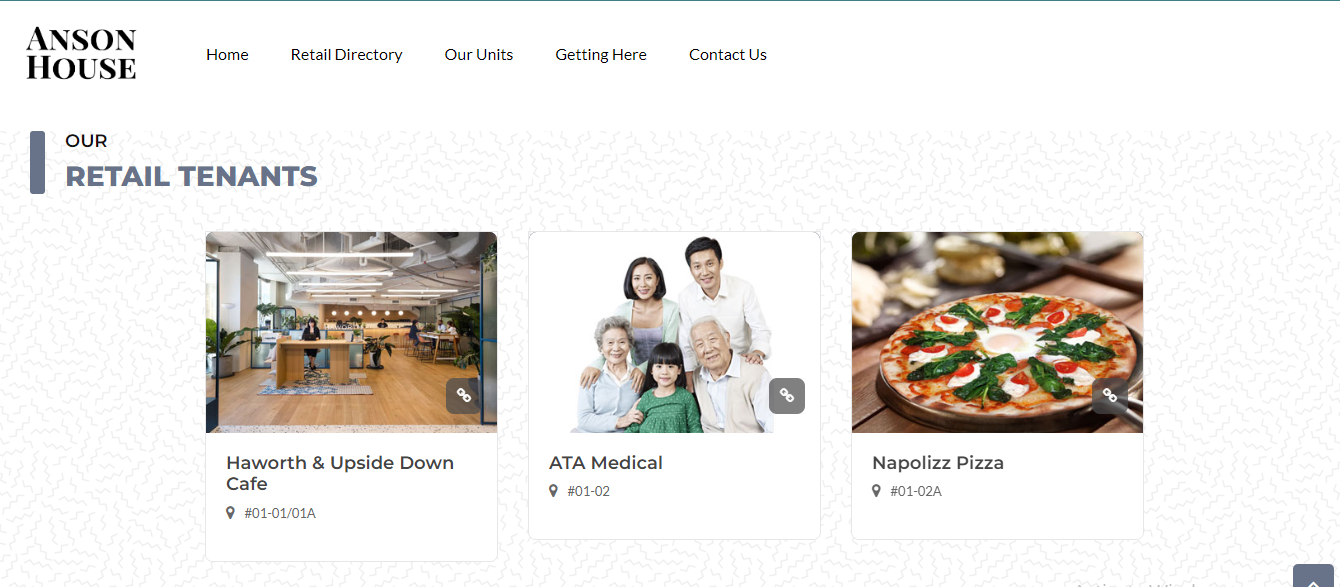 ANSON
HOUSE
Home
Retail Directory
Our Units
Getting Here
Contact Us
OUR
RETAIL TENANTS
Haworth & Upside Down
Cafe
#01-01/01A
ATA Medical
#01-02
Napolizz Pizza
#01-02A